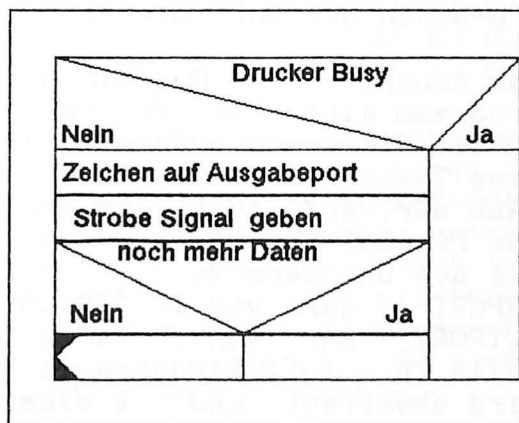 Drucker Busy
Nein Ja
Zeichen auf Ausgabeport
Strobe Signal geben
noch mehr Daten
Nein Ja